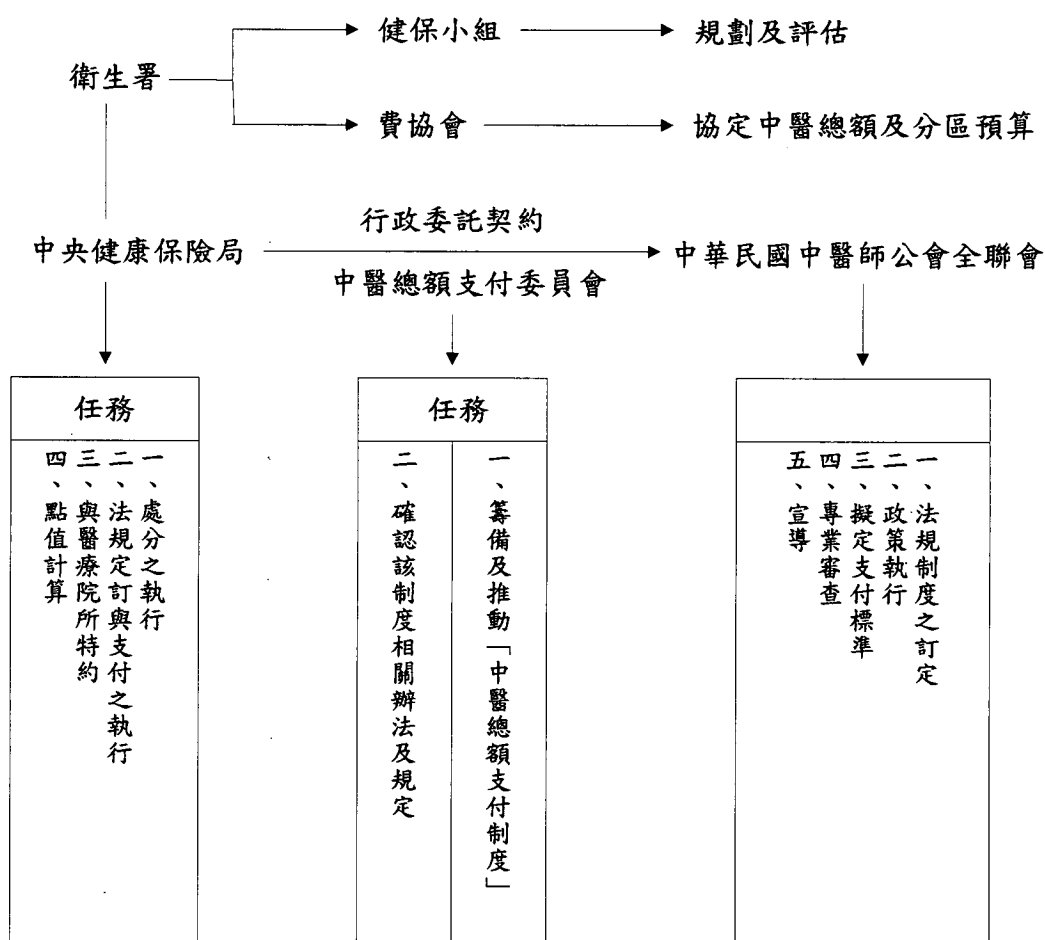 健保小組
規劃及評估
衛生署
費協會
協定中醫總額及分區預算
行政委託契約
中央健康保險局
中華民國中醫師公會全聯會
中醫總額支付委員會
任務
一、處分之執行
二、法規定訂與支付之執行
三、與醫療院所特約
四、點值計算
任務
一、籌備及推動「中醫總額支付制度」
二、確認該制度相關辦法及規定
一、法規制度之訂定
二、政策執行
三、擬定支付標準
四、專業審查
五、宣導